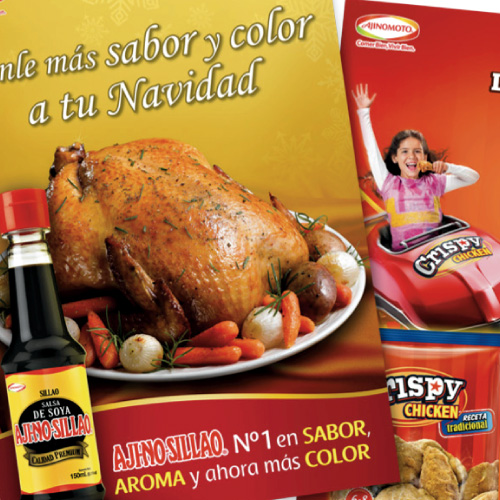 nle más sabor y color
a tu Navidad
SILLAO
SALSA
DE SOYA
AJI-NO-SILLAO
CALIDAD PREMIUM
150ml
AJI-NO-SILLAO. Nº1 en SABOR,
AROMA y ahora más COLOR
AJINOMOTO.
Comer Bien, Vivir Bien.
CRISPY
CHICKEN
CRISPY
CHICKEN
RECETA
tradicional